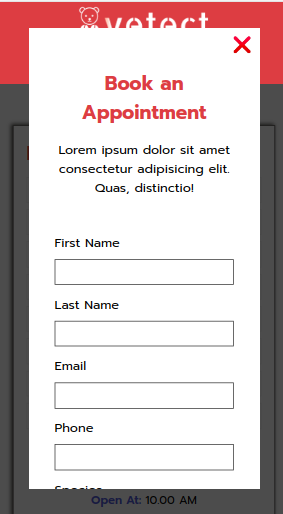 vetect
Book an
Appointment
Lorem ipsum dolor sit amet
consectetur adipisicing elit.
Quas, distinctio!
First Name
Last Name
Email
Phone
Species
Open At: 10.00 AM